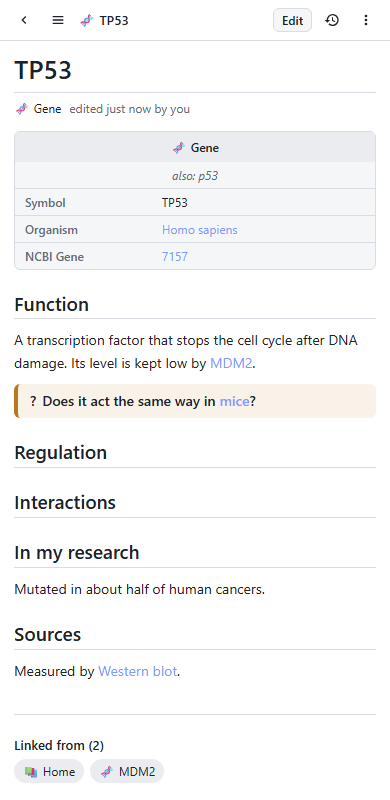 TP53
Edit
TP53
Gene edited just now by you
Gene
also: p53
Symbol TP53
Organism Homo sapiens
NCBI Gene 7157
Function
A transcription factor that stops the cell cycle after DNA
damage. Its level is kept low by MDM2.
? Does it act the same way in mice?
Regulation
Interactions
In my research
Mutated in about half of human cancers.
Sources
Measured by Western blot.
Linked from (2)
Home MDM2